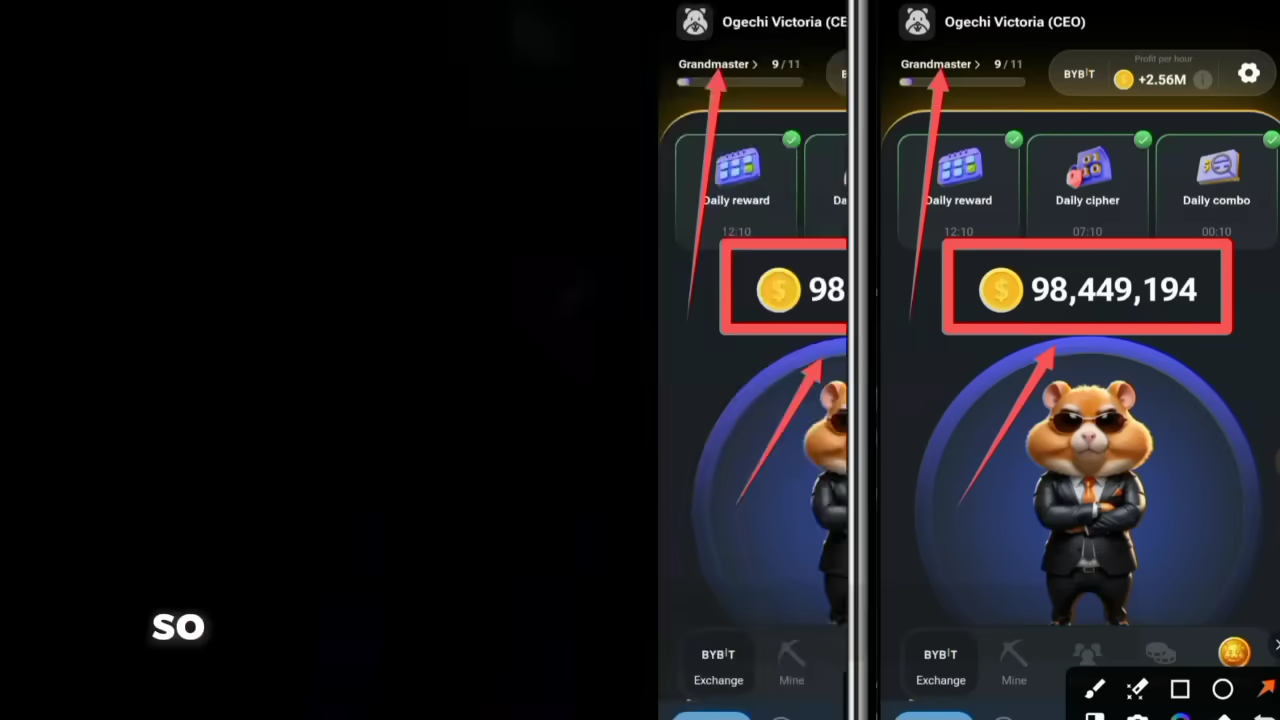 Ogechi Victoria (CE
Grandmaster > 9 / 11
Daily reward
Da
12:10
98
BYBIT
Exchange
Mine
Ogechi Victoria (CEO)
Grandmaster > 9 / 11
BYBIT
Profit per hour
+2.56M
Daily reward
Daily cipher
Daily combo
12:10
07:10
00:10
98,449,194
BYBIT
Exchange
Mine
SO